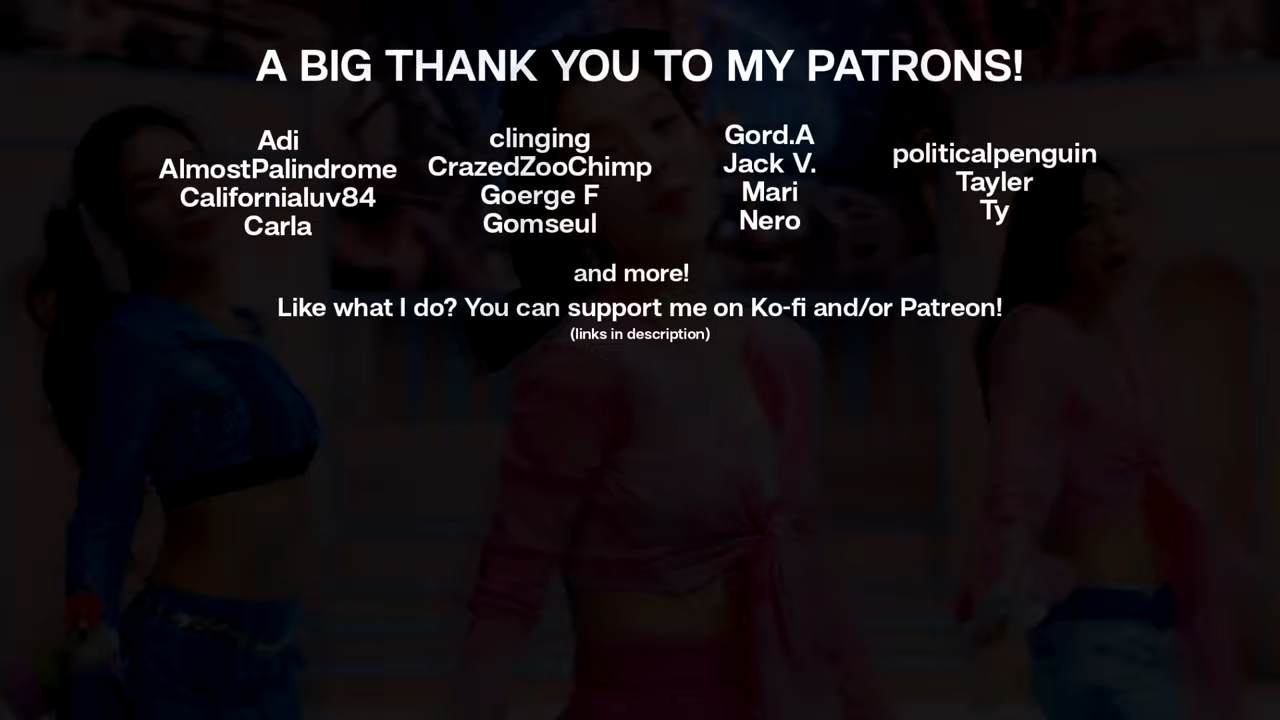 A BIG THANK YOU TO MY PATRONS!
Adi
AlmostPalindrome
Californialuv84
Carla
clinging
CrazedZooChimp
Goerge F
Gomseul
Gord.A
Jack V.
Mari
Nero
politicalpenguin
Tayler
Ty
and more!
Like what I do? You can support me on Ko-fi and/or Patreon!
(links in description)